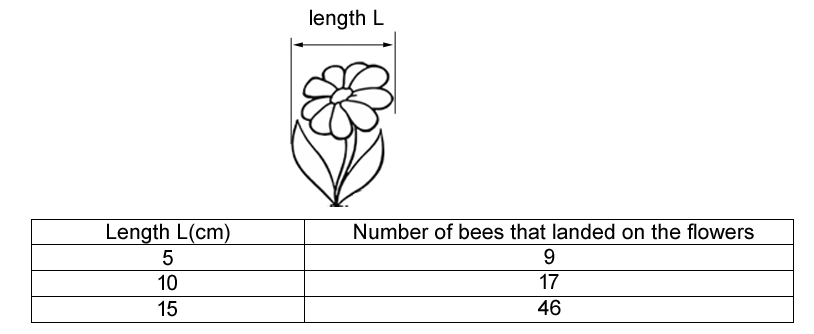 length L
Length L(cm) Number of bees that landed on the flowers
5 9
10 17
15 46